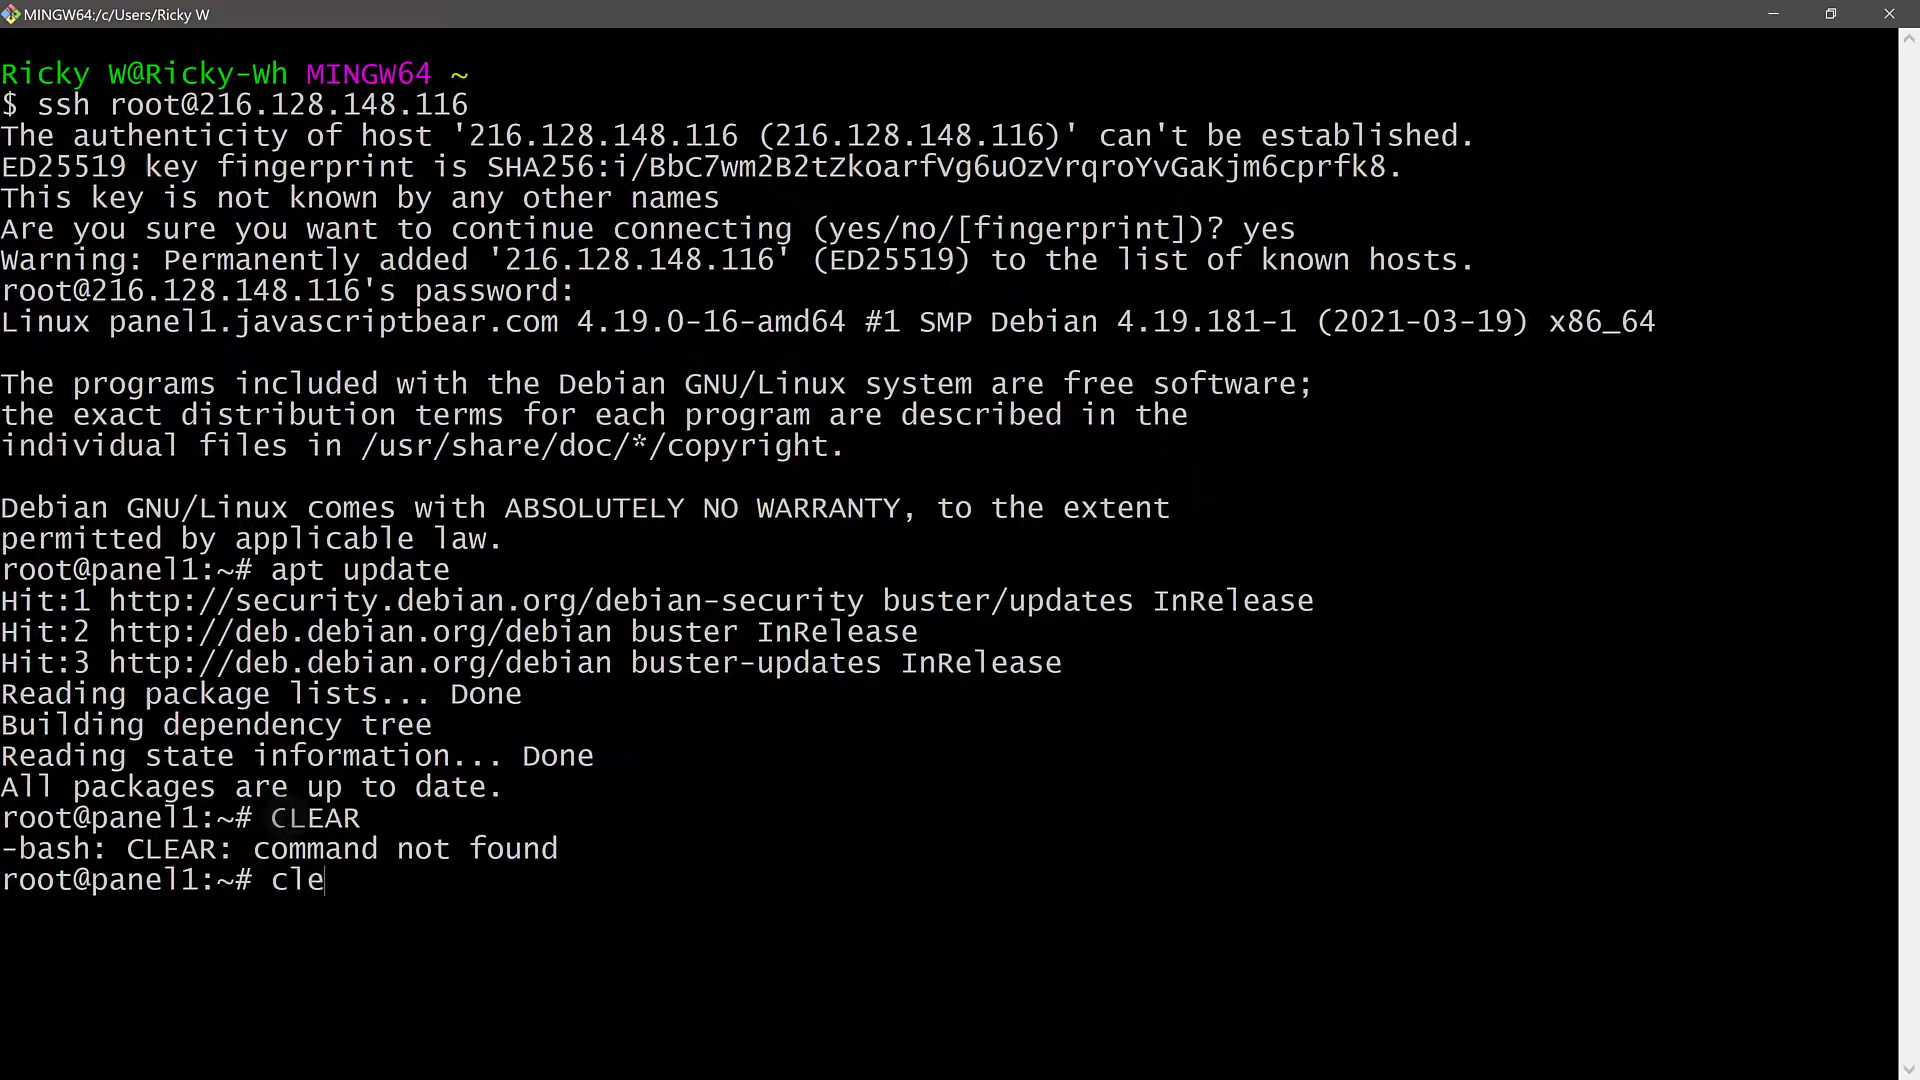 MINGW64:/c/Users/Ricky W
Ricky W@Ricky-Wh MINGW64 ~
$ ssh root@216.128.148.116
The authenticity of host '216.128.148.116 (216.128.148.116)' can't be established.
ED25519 key fingerprint is SHA256:i/BbC7wm2B2tZkoarfVg6uOzVrqroYvGaKjm6cprfk8.
This key is not known by any other names
Are you sure you want to continue connecting (yes/no/[fingerprint])? yes
Warning: Permanently added '216.128.148.116' (ED25519) to the list of known hosts.
root@216.128.148.116's password:
Linux panel1.javascriptbear.com 4.19.0-16-amd64 #1 SMP Debian 4.19.181-1 (2021-03-19) x86_64
The programs included with the Debian GNU/Linux system are free software;
the exact distribution terms for each program are described in the
individual files in /usr/share/doc/*/copyright.
Debian GNU/Linux comes with ABSOLUTELY NO WARRANTY, to the extent
permitted by applicable law.
root@panel1:~# apt update
Hit:1 http://security.debian.org/debian-security buster/updates InRelease
Hit:2 http://deb.debian.org/debian buster InRelease
Hit:3 http://deb.debian.org/debian buster-updates InRelease
Reading package lists... Done
Building dependency tree
Reading state information... Done
All packages are up to date.
root@panel1:~# CLEAR
-bash: CLEAR: command not found
root@panel1:~# cle